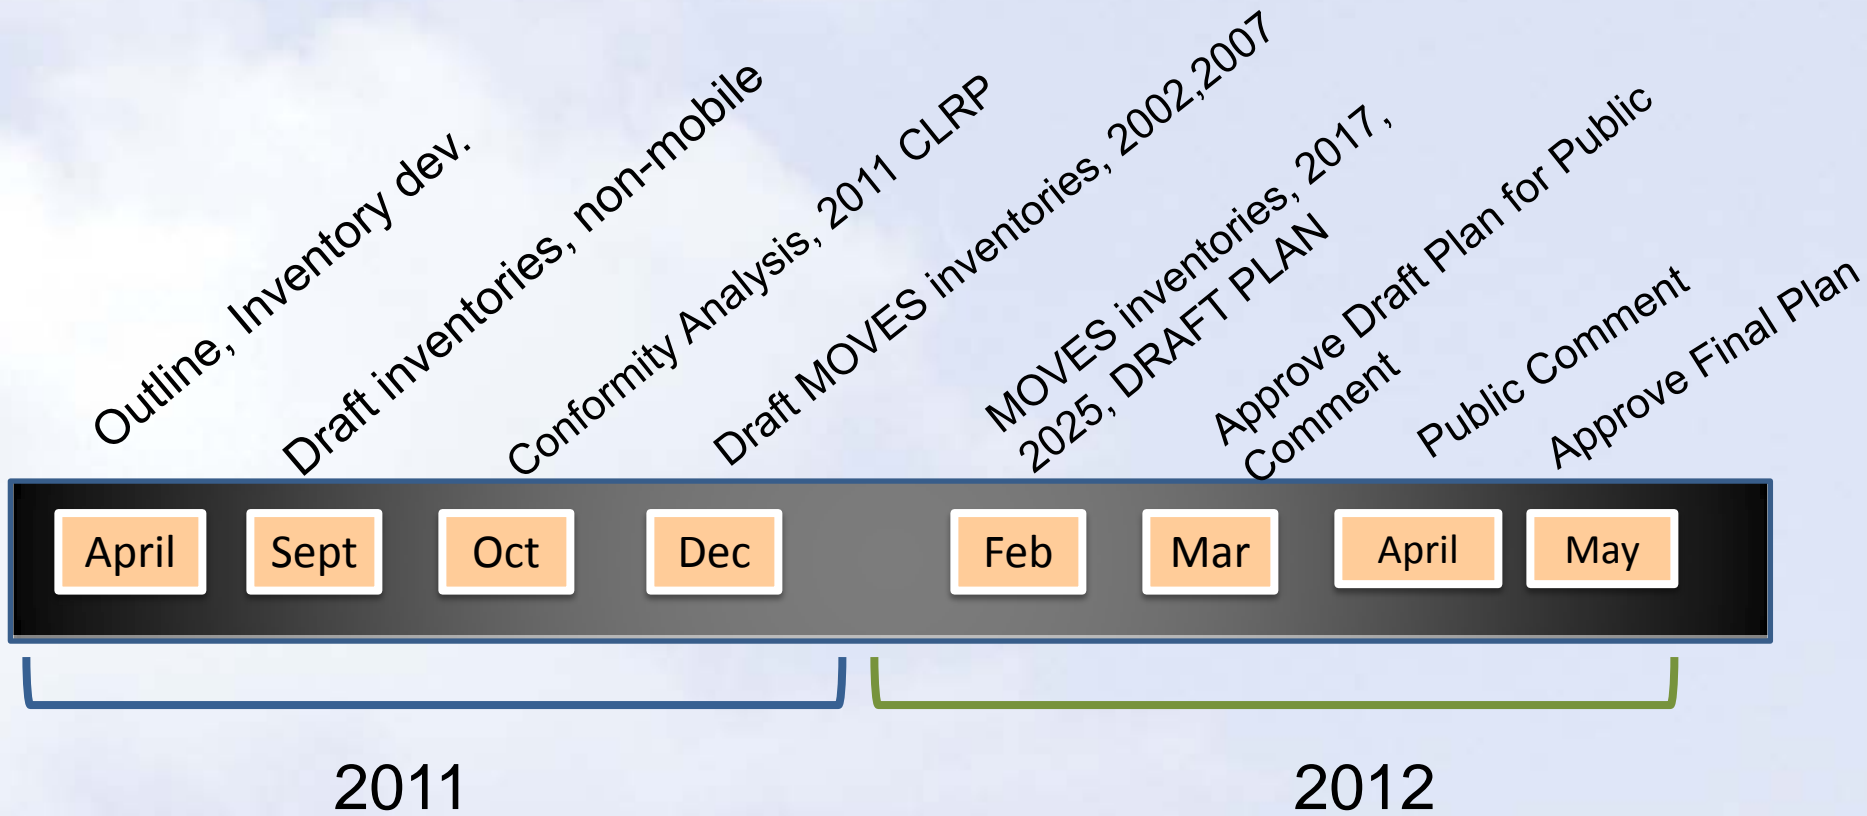 Outline, Inventory dev.
Draft inventories, non-mobile
Conformity Analysis, 2011 CLRP
Draft MOVES inventories, 2002,2007
MOVES inventories, 2017,
2025, DRAFT PLAN
Approve Draft Plan for Public
Comment
Public Comment
Approve Final Plan
April
Sept
Oct
Dec
Feb
Mar
April
May
2011
2012